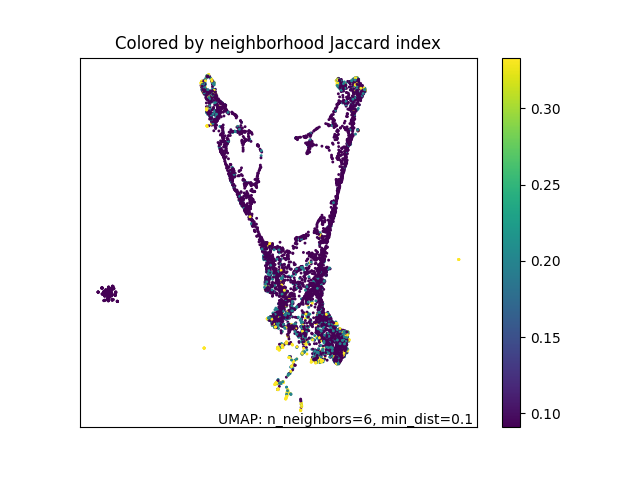 Colored by neighborhood Jaccard index
0.30
0.25
0.20
0.15
0.10
UMAP: n_neighbors=6, min_dist=0.1